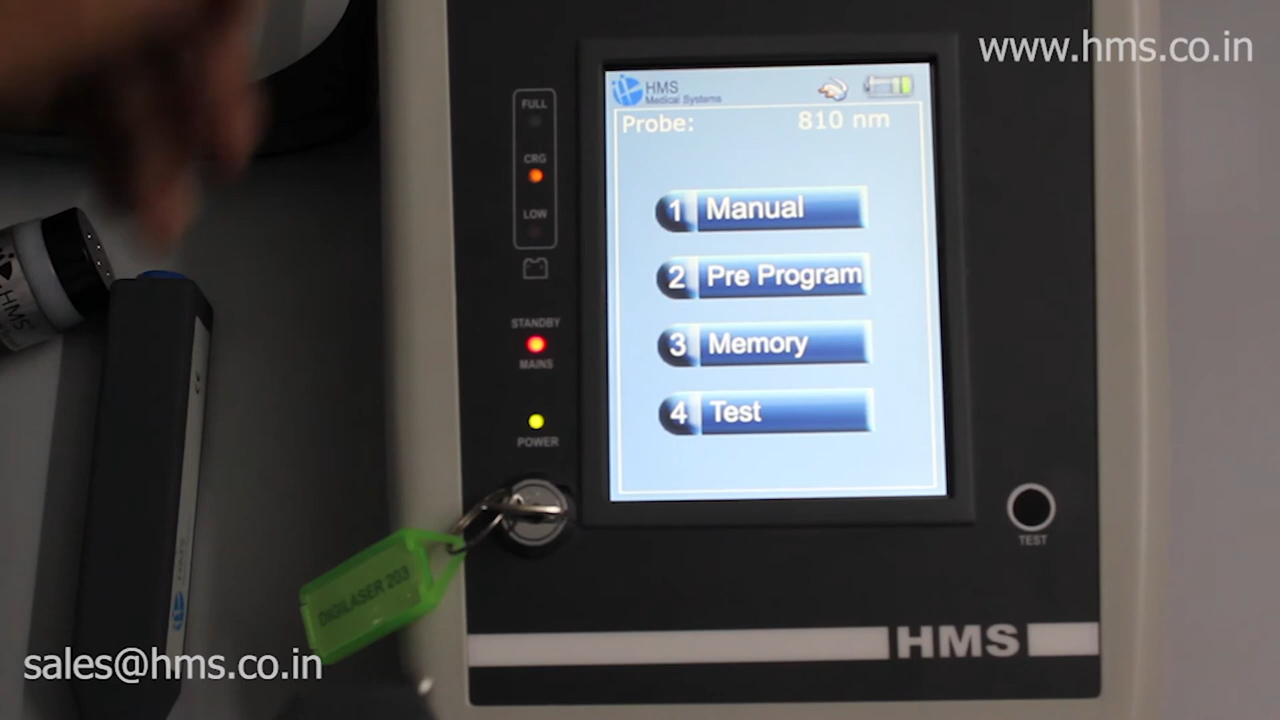 www.hms.co.in
HMS
Medical Systems
Probe: 810 nm
1 Manual
2 Pre Program
3 Memory
4 Test
FULL
CRG
LOW
STANDBY
MAINS
POWER
TEST
DIGILASER 203
HMS
HMS
sales@hms.co.in